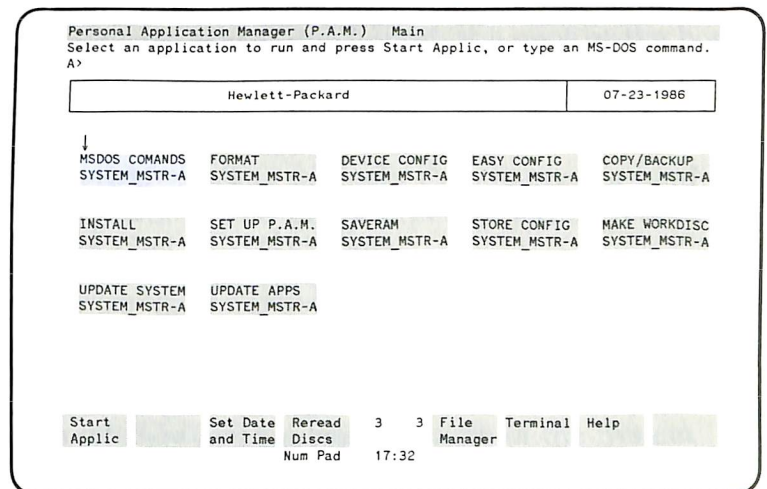 Personal Application Manager (P.A.M.) Main
Select an application to run and press Start Applic, or type an MS-DOS command.
A>
Hewlett-Packard 07-23-1986
MSDOS COMANDS FORMAT DEVICE CONFIG EASY CONFIG COPY/BACKUP
SYSTEM_MSTR-A SYSTEM_MSTR-A SYSTEM_MSTR-A SYSTEM_MSTR-A SYSTEM_MSTR-A
INSTALL SET UP P.A.M. SAVERAM STORE CONFIG MAKE WORKDISC
SYSTEM_MSTR-A SYSTEM_MSTR-A SYSTEM_MSTR-A SYSTEM_MSTR-A SYSTEM_MSTR-A
UPDATE SYSTEM UPDATE APPS
SYSTEM_MSTR-A SYSTEM_MSTR-A
Start Set Date Reread 3 3 File Terminal Help
Applic and Time Discs Manager
Num Pad 17:32